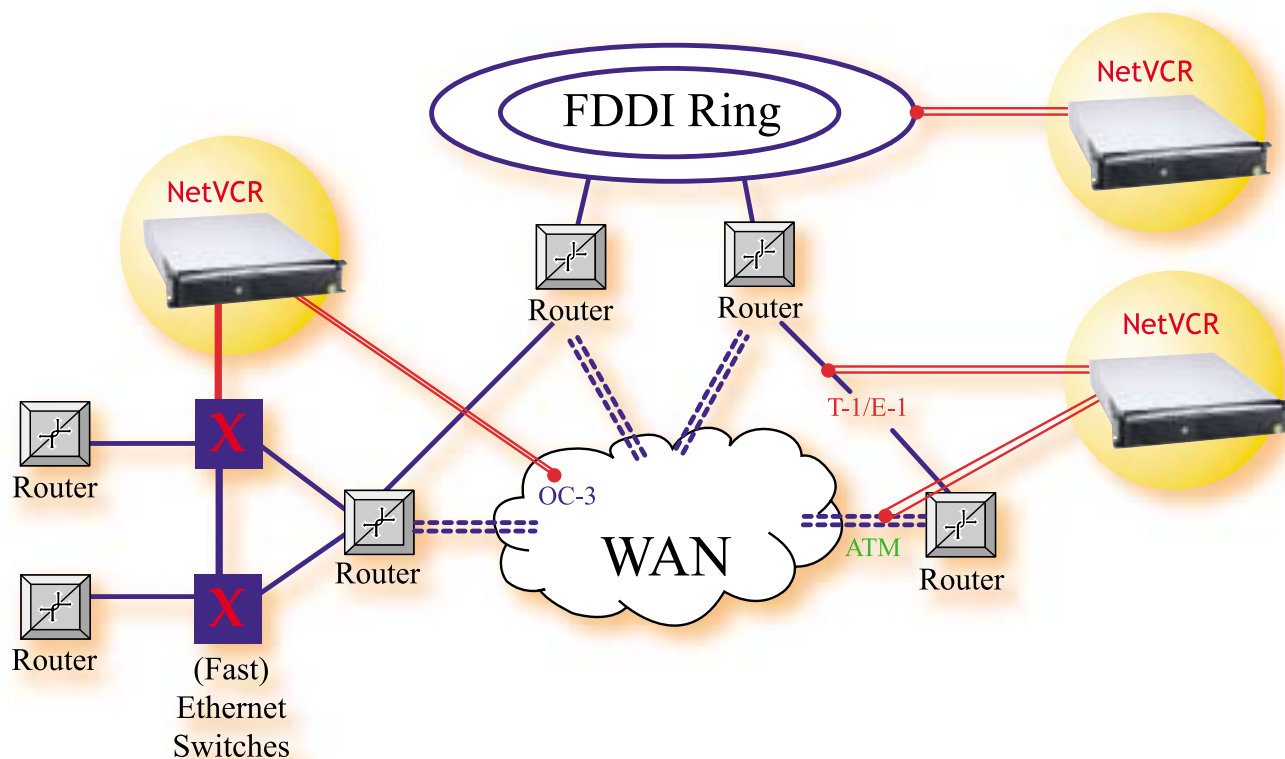 FDDI Ring
NetVCR
NetVCR
Router
Router
NetVCR
T-1/E-1
X
Router
OC-3
Router
WAN
ATM
Router
X
Router
(Fast)
Ethernet
Switches